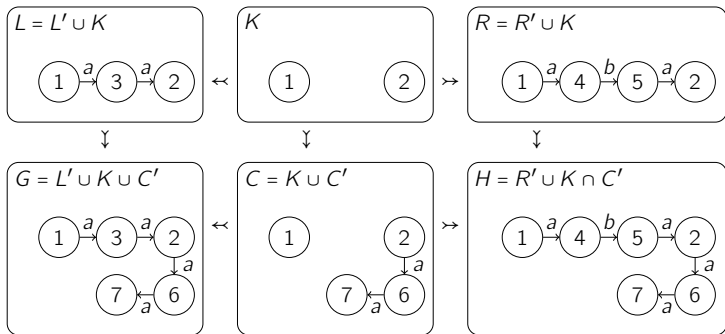 L = L′ ∪ K
K
R = R′ ∪ K
1 a 3 a 2
1 2
1 a 4 b 5 a 2
G = L′ ∪ K ∪ C′
C = K ∪ C′
H = R′ ∪ K ∩ C′
1 a 3 a 2
1 2
1 a 4 b 5 a 2
a
a
a
7 a 6
7 a 6
7 a 6